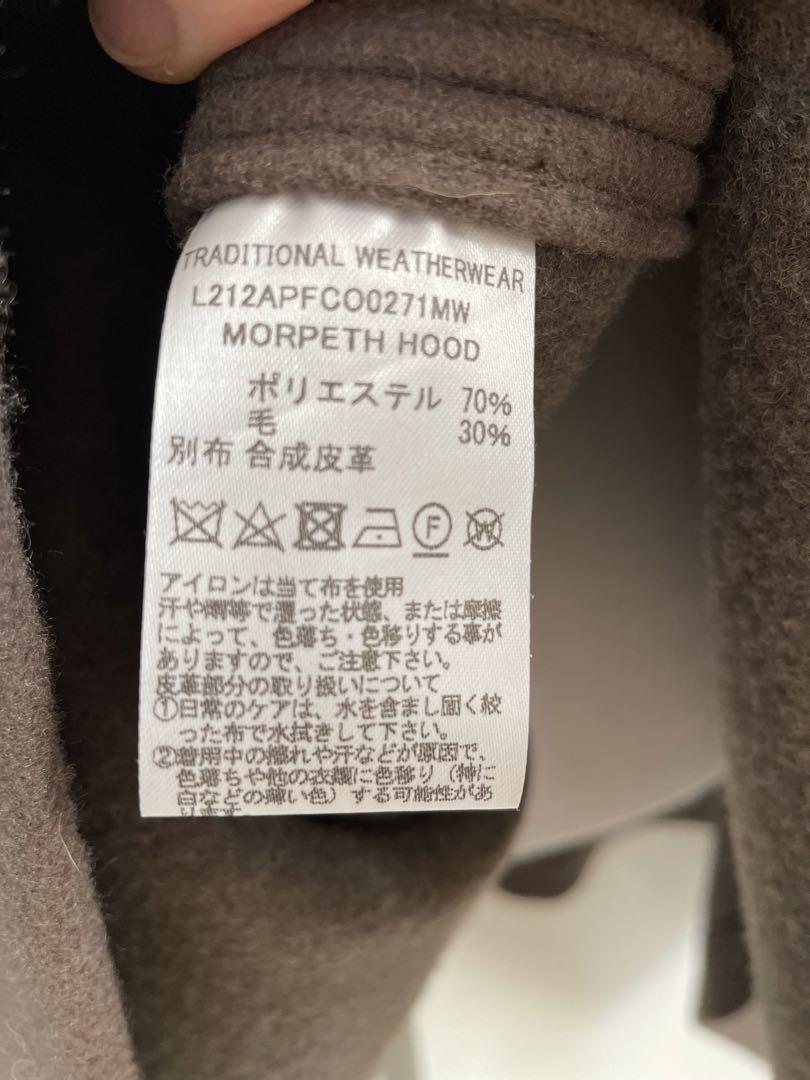 TRADITIONAL WEATHERWEAR
L212APFCO0271MW
MORPETH HOOD
ポリエステル 70%
毛 30%
別布 合成皮革
F W
アイロンは当て布を使用
汗や雨等で湿った状態、または摩擦
によって、色落ち・色移りする事が
ありますので、ご注意下さい。
皮革部分の取り扱いについて
①日常のケアは、水を含まし固く絞
った布で水拭きして下さい。
②着用中の擦れや汗などが原因で、
色落ちや他の衣類に色移り（特に
白などの薄い色）する可能性があ
ります。